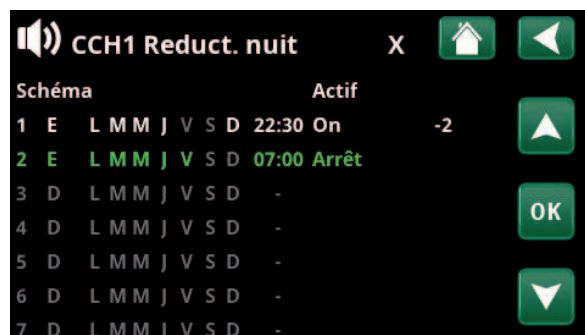 CCH1 Reduct. nuit X
Schéma Actif
1 E L M M J V S D 22:30 On -2
2 E L M M J V S D 07:00 Arrêt
3 D L M M J V S D -
4 D L M M J V S D -
OK
5 D L M M J V S D -
6 D L M M J V S D -
7 D L M M J V S D -